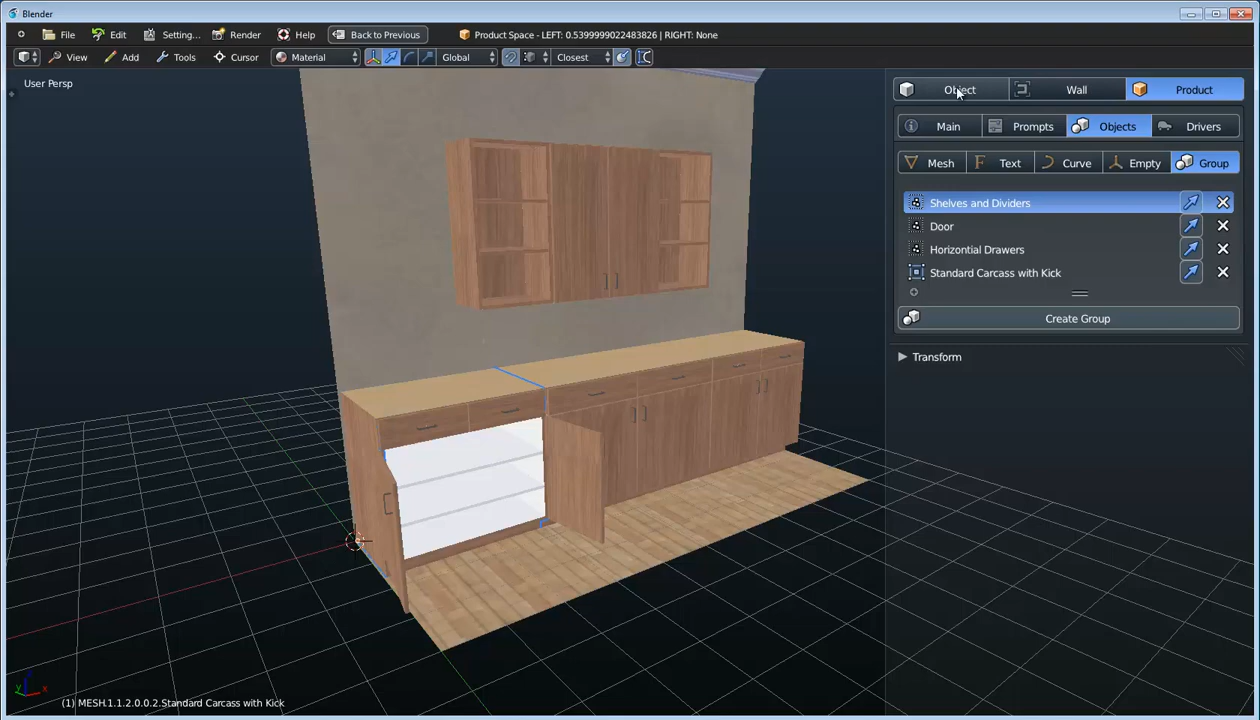 Blender
File Edit Setting... Render Help Back to Previous Product Space - LEFT: 0.5399999022483826 | RIGHT: None
View Add Tools Cursor Material Global Closest
User Persp
Object Wall Product
Main Prompts Objects Drivers
Mesh Text Curve Empty Group
Shelves and Dividers
Door
Horizontial Drawers
Standard Carcass with Kick
Create Group
Transform
(1) MESH.1.1.2.0.0.2.Standard Carcass with Kick